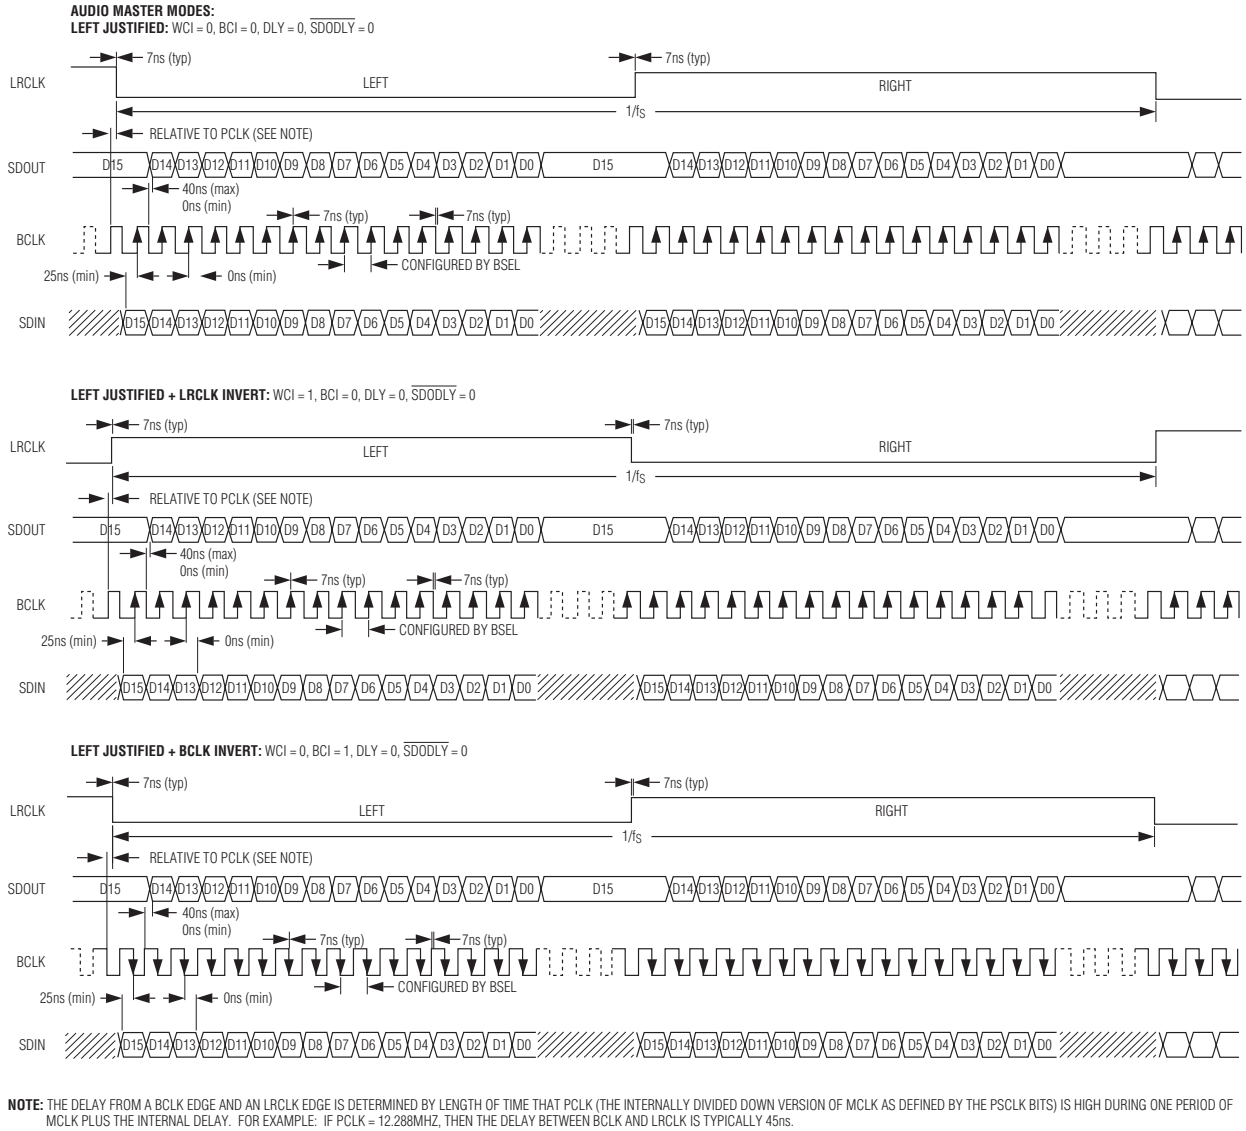 AUDIO MASTER MODES:
LEFT JUSTIFIED: WCI = 0, BCI = 0, DLY = 0, SDODLY = 0
7ns (typ) 7ns (typ)
LRCLK LEFT RIGHT
1/fS
RELATIVE TO PCLK (SEE NOTE)
SDOUT D15 D14 D13 D12 D11 D10 D9 D8 D7 D6 D5 D4 D3 D2 D1 D0 D15 D14 D13 D12 D11 D10 D9 D8 D7 D6 D5 D4 D3 D2 D1 D0
40ns (max)
0ns (min) 7ns (typ) 7ns (typ)
BCLK
CONFIGURED BY BSEL
25ns (min) 0ns (min)
SDIN D15 D14 D13 D12 D11 D10 D9 D8 D7 D6 D5 D4 D3 D2 D1 D0 D15 D14 D13 D12 D11 D10 D9 D8 D7 D6 D5 D4 D3 D2 D1 D0
LEFT JUSTIFIED + LRCLK INVERT: WCI = 1, BCI = 0, DLY = 0, SDODLY = 0
7ns (typ) 7ns (typ)
LRCLK LEFT RIGHT
1/fS
RELATIVE TO PCLK (SEE NOTE)
SDOUT D15 D14 D13 D12 D11 D10 D9 D8 D7 D6 D5 D4 D3 D2 D1 D0 D15 D14 D13 D12 D11 D10 D9 D8 D7 D6 D5 D4 D3 D2 D1 D0
40ns (max)
0ns (min) 7ns (typ) 7ns (typ)
BCLK
CONFIGURED BY BSEL
25ns (min) 0ns (min)
SDIN D15 D14 D13 D12 D11 D10 D9 D8 D7 D6 D5 D4 D3 D2 D1 D0 D15 D14 D13 D12 D11 D10 D9 D8 D7 D6 D5 D4 D3 D2 D1 D0
LEFT JUSTIFIED + BCLK INVERT: WCI = 0, BCI = 1, DLY = 0, SDODLY = 0
7ns (typ) 7ns (typ)
LRCLK LEFT RIGHT
1/fS
RELATIVE TO PCLK (SEE NOTE)
SDOUT D15 D14 D13 D12 D11 D10 D9 D8 D7 D6 D5 D4 D3 D2 D1 D0 D15 D14 D13 D12 D11 D10 D9 D8 D7 D6 D5 D4 D3 D2 D1 D0
40ns (max)
0ns (min) 7ns (typ) 7ns (typ)
BCLK
CONFIGURED BY BSEL
25ns (min) 0ns (min)
SDIN D15 D14 D13 D12 D11 D10 D9 D8 D7 D6 D5 D4 D3 D2 D1 D0 D15 D14 D13 D12 D11 D10 D9 D8 D7 D6 D5 D4 D3 D2 D1 D0
NOTE: THE DELAY FROM A BCLK EDGE AND AN LRCLK EDGE IS DETERMINED BY LENGTH OF TIME THAT PCLK (THE INTERNALLY DIVIDED DOWN VERSION OF MCLK AS DEFINED BY THE PSCLK BITS) IS HIGH DURING ONE PERIOD OF
MCLK PLUS THE INTERNAL DELAY. FOR EXAMPLE: IF PCLK = 12.288MHZ, THEN THE DELAY BETWEEN BCLK AND LRCLK IS TYPICALLY 45ns.